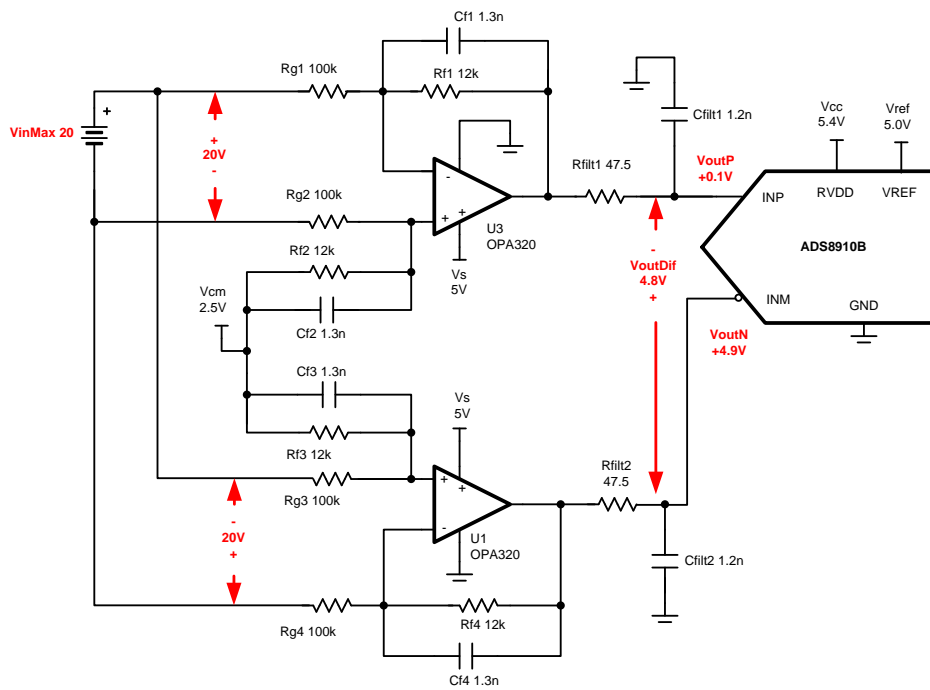 Cf1 1.3n
Rg1 100k
Rf1 12k
+
VinMax 20
+
20V
-
Cfilt1 1.2n
Vcc
5.4V
Vref
5.0V
Rfilt1 47.5
VoutP
+0.1V
INP
RVDD
VREF
Rg2 100k
-
+
+
U3
OPA320
Rf2 12k
Vs
5V
Vcm
2.5V
Cf2 1.3n
-
VoutDif
4.8V
+
ADS8910B
INM
GND
VoutN
+4.9V
Cf3 1.3n
Vs
5V
Rf3 12k
Rg3 100k
+
+
-
U1
OPA320
Rfilt2
47.5
-
20V
+
Cfilt2 1.2n
Rg4 100k
Rf4 12k
Cf4 1.3n